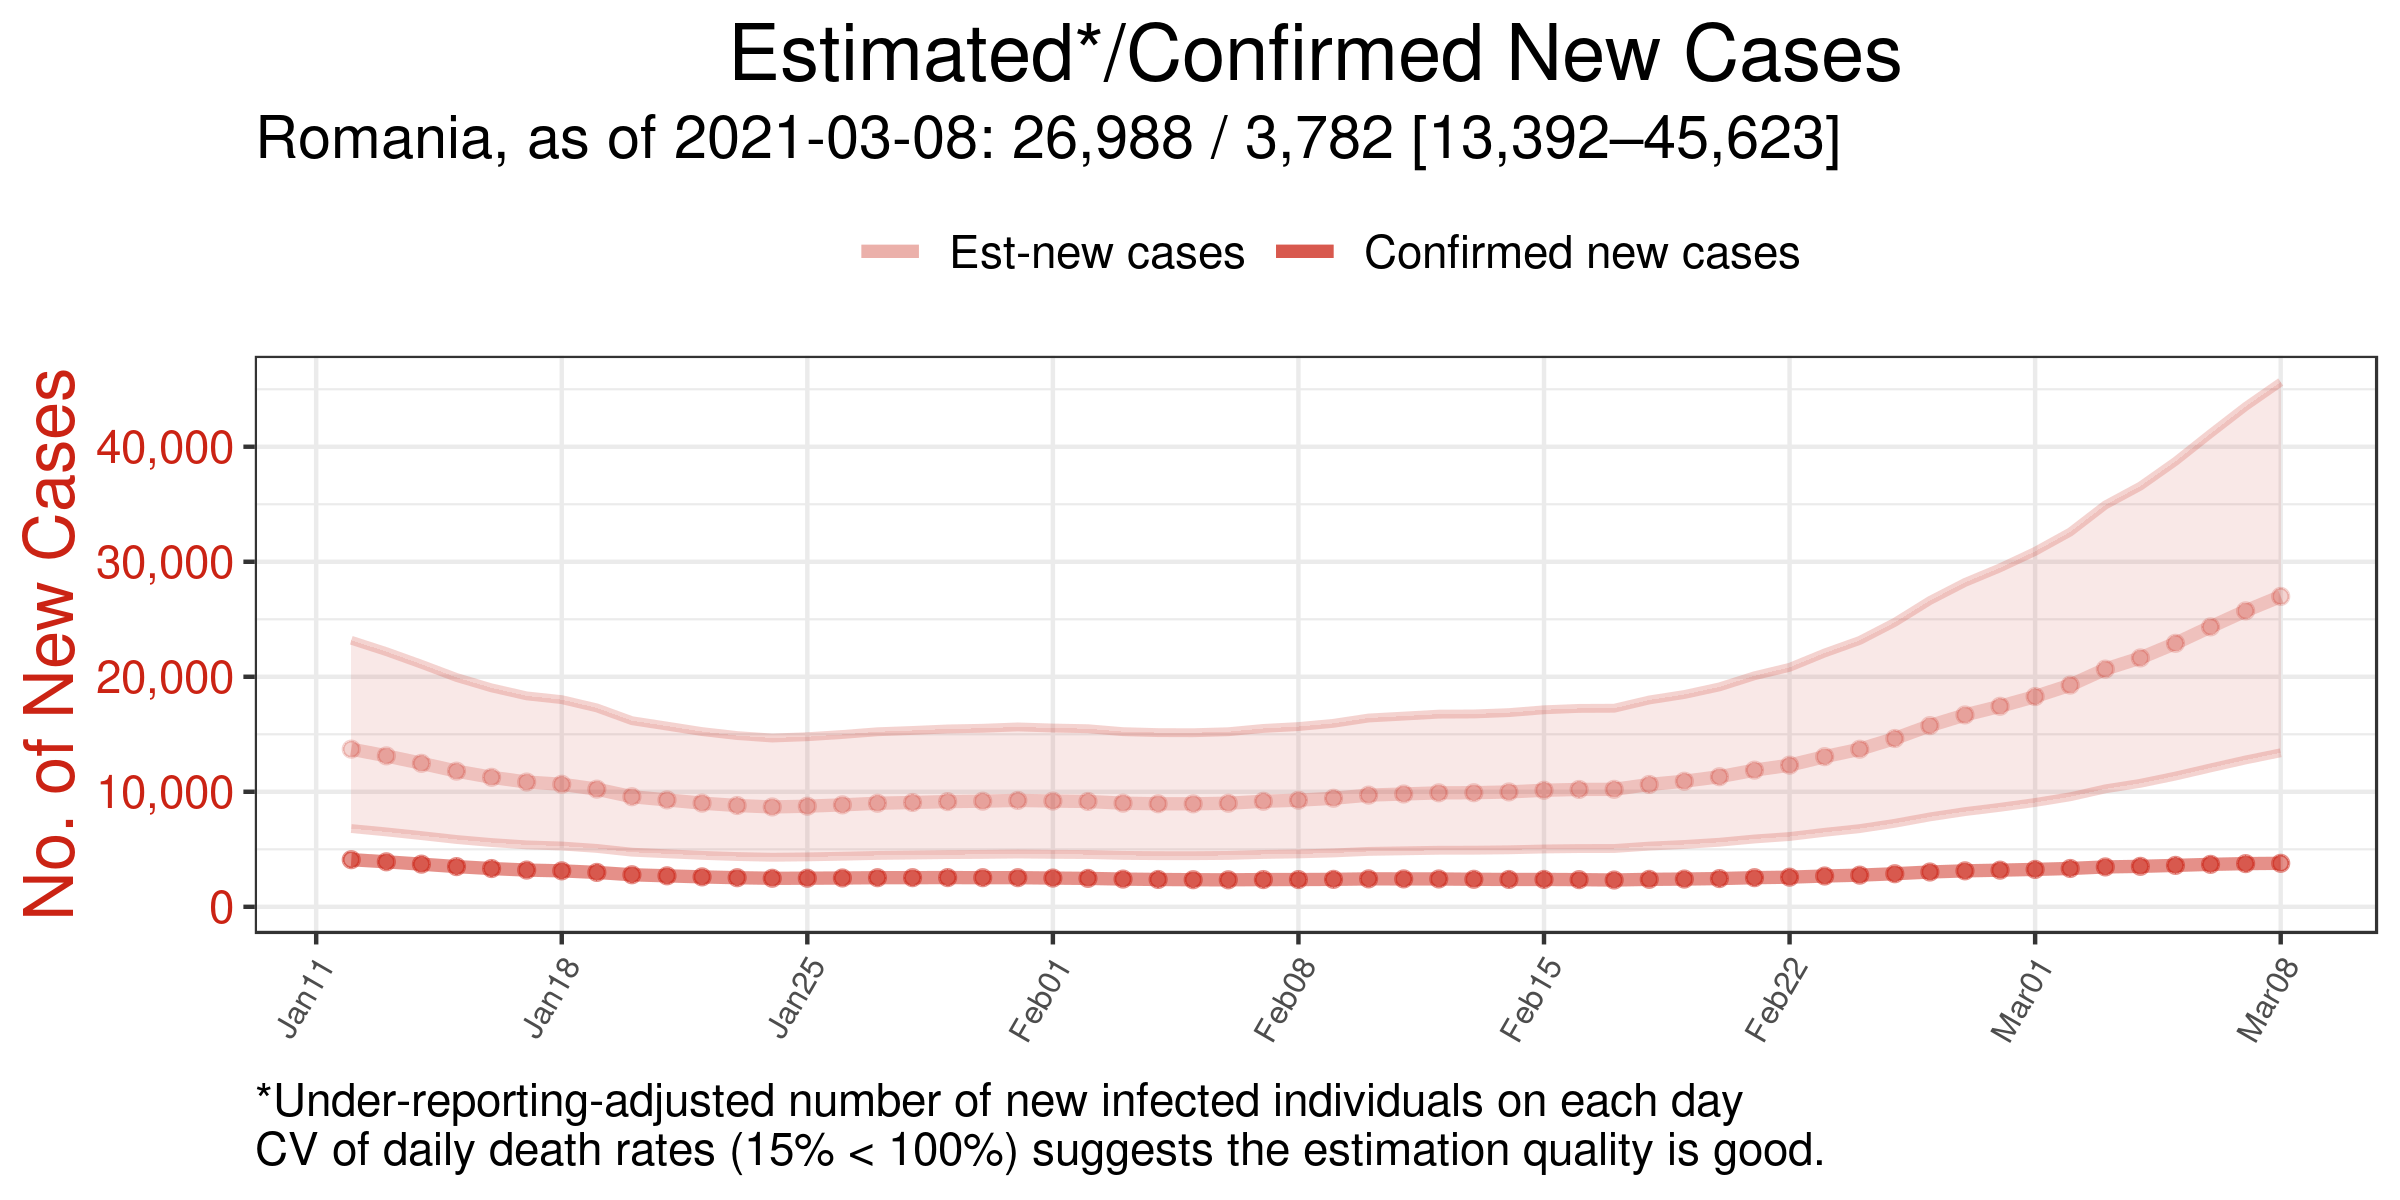 Estimated*/Confirmed New Cases
Romania, as of 2021-03-08: 26,988 / 3,782 [13,392–45,623]
Est-new cases
Confirmed new cases
No. of New Cases
40,000
30,000
20,000
10,000
0
Jan11
Jan18
Jan25
Feb01
Feb08
Feb15
Feb22
Mar01
Mar08
*Under-reporting-adjusted number of new infected individuals on each day
CV of daily death rates (15% < 100%) suggests the estimation quality is good.